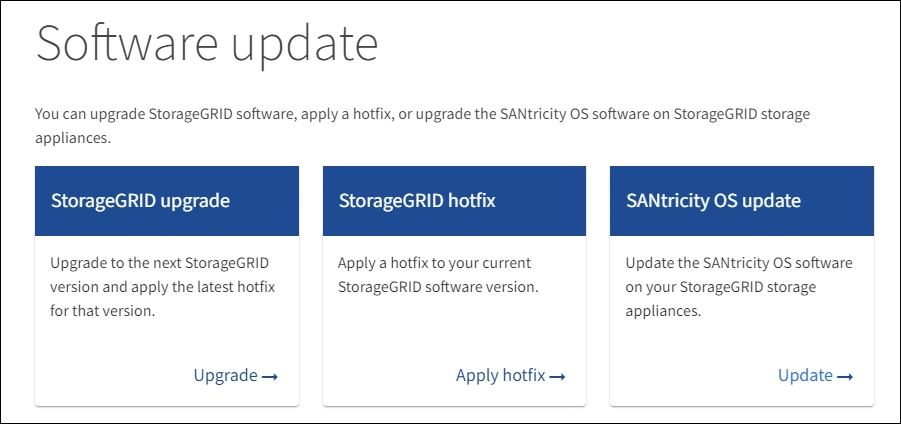 Software update
You can upgrade StorageGRID software, apply a hotfix, or upgrade the SANtricity OS software on StorageGRID storage
appliances.
StorageGRID upgrade
Upgrade to the next StorageGRID
version and apply the latest hotfix
for that version.
Upgrade →
StorageGRID hotfix
Apply a hotfix to your current
StorageGRID software version.
Apply hotfix →
SANtricity OS update
Update the SANtricity OS software
on your StorageGRID storage
appliances.
Update →